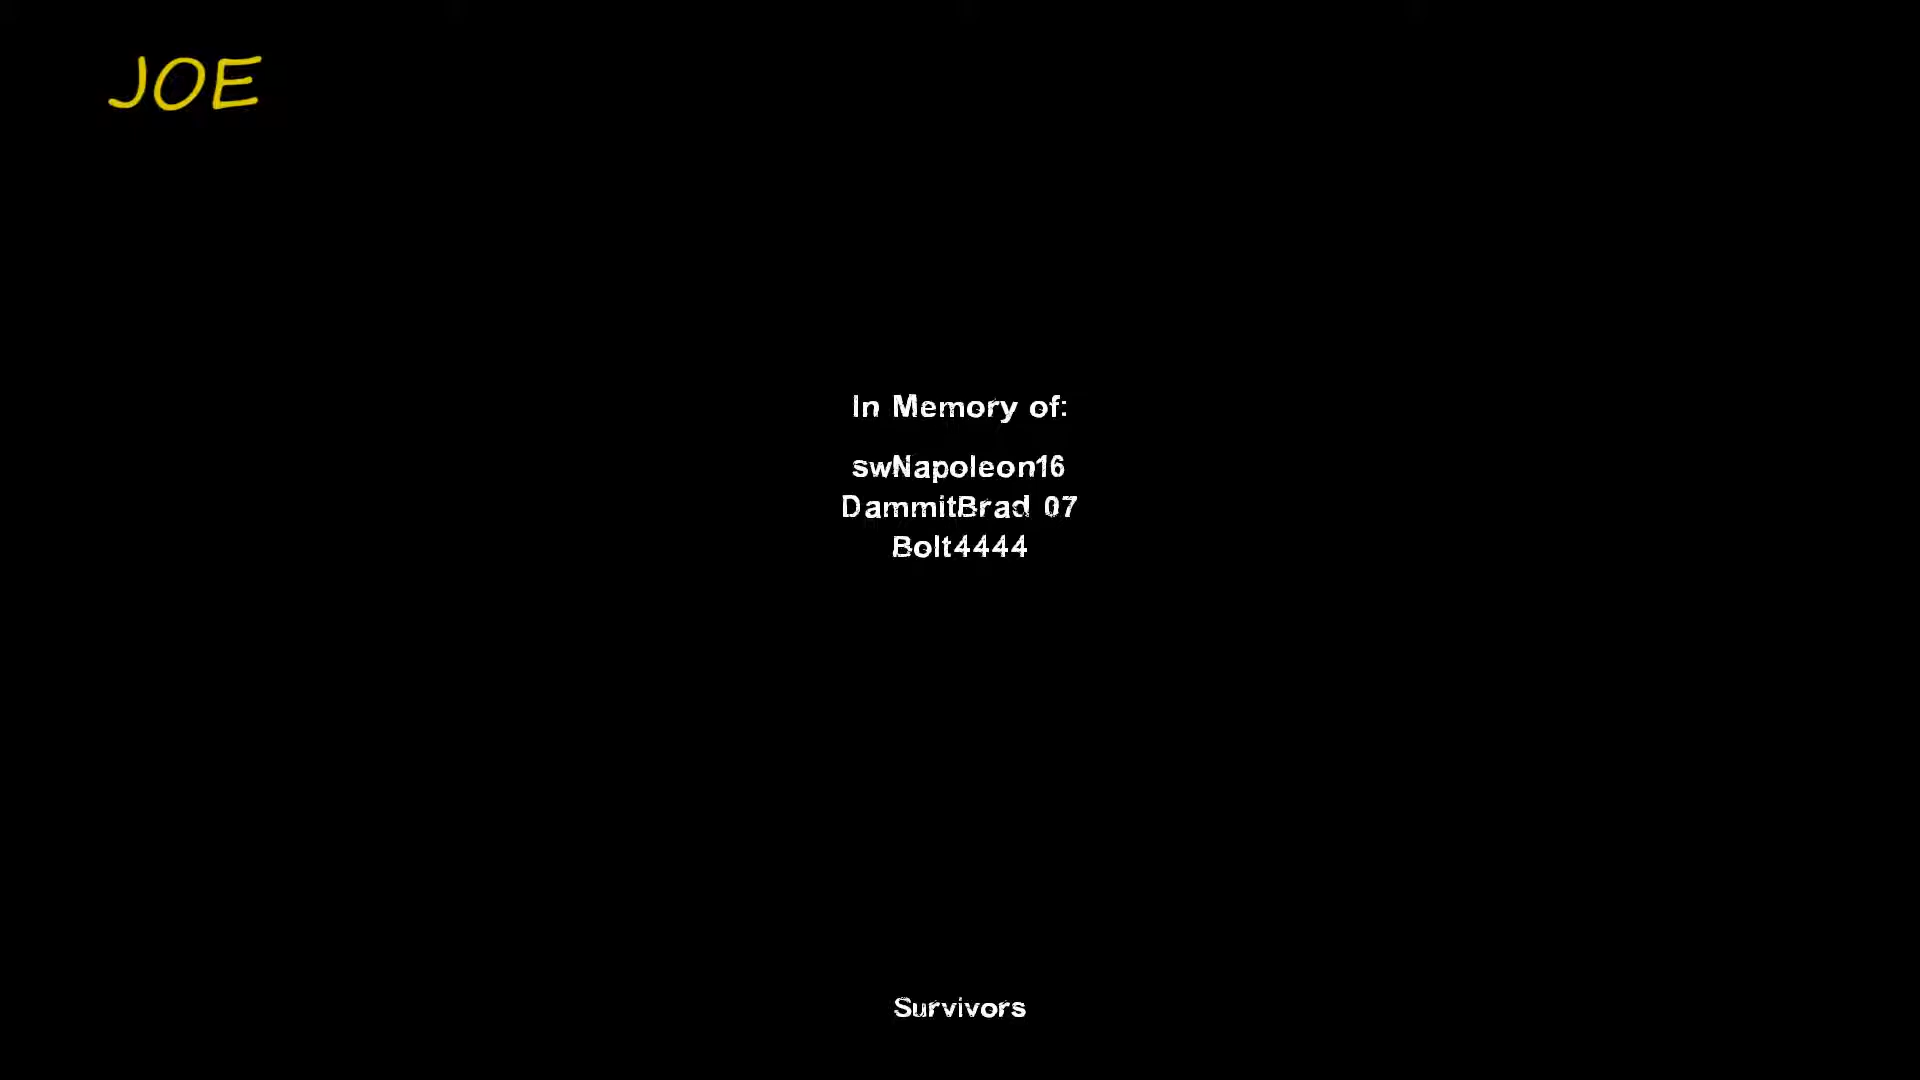 JOE
In Memory of:
swNapoleon16
DammitBrad 07
Bolt4444
Survivors